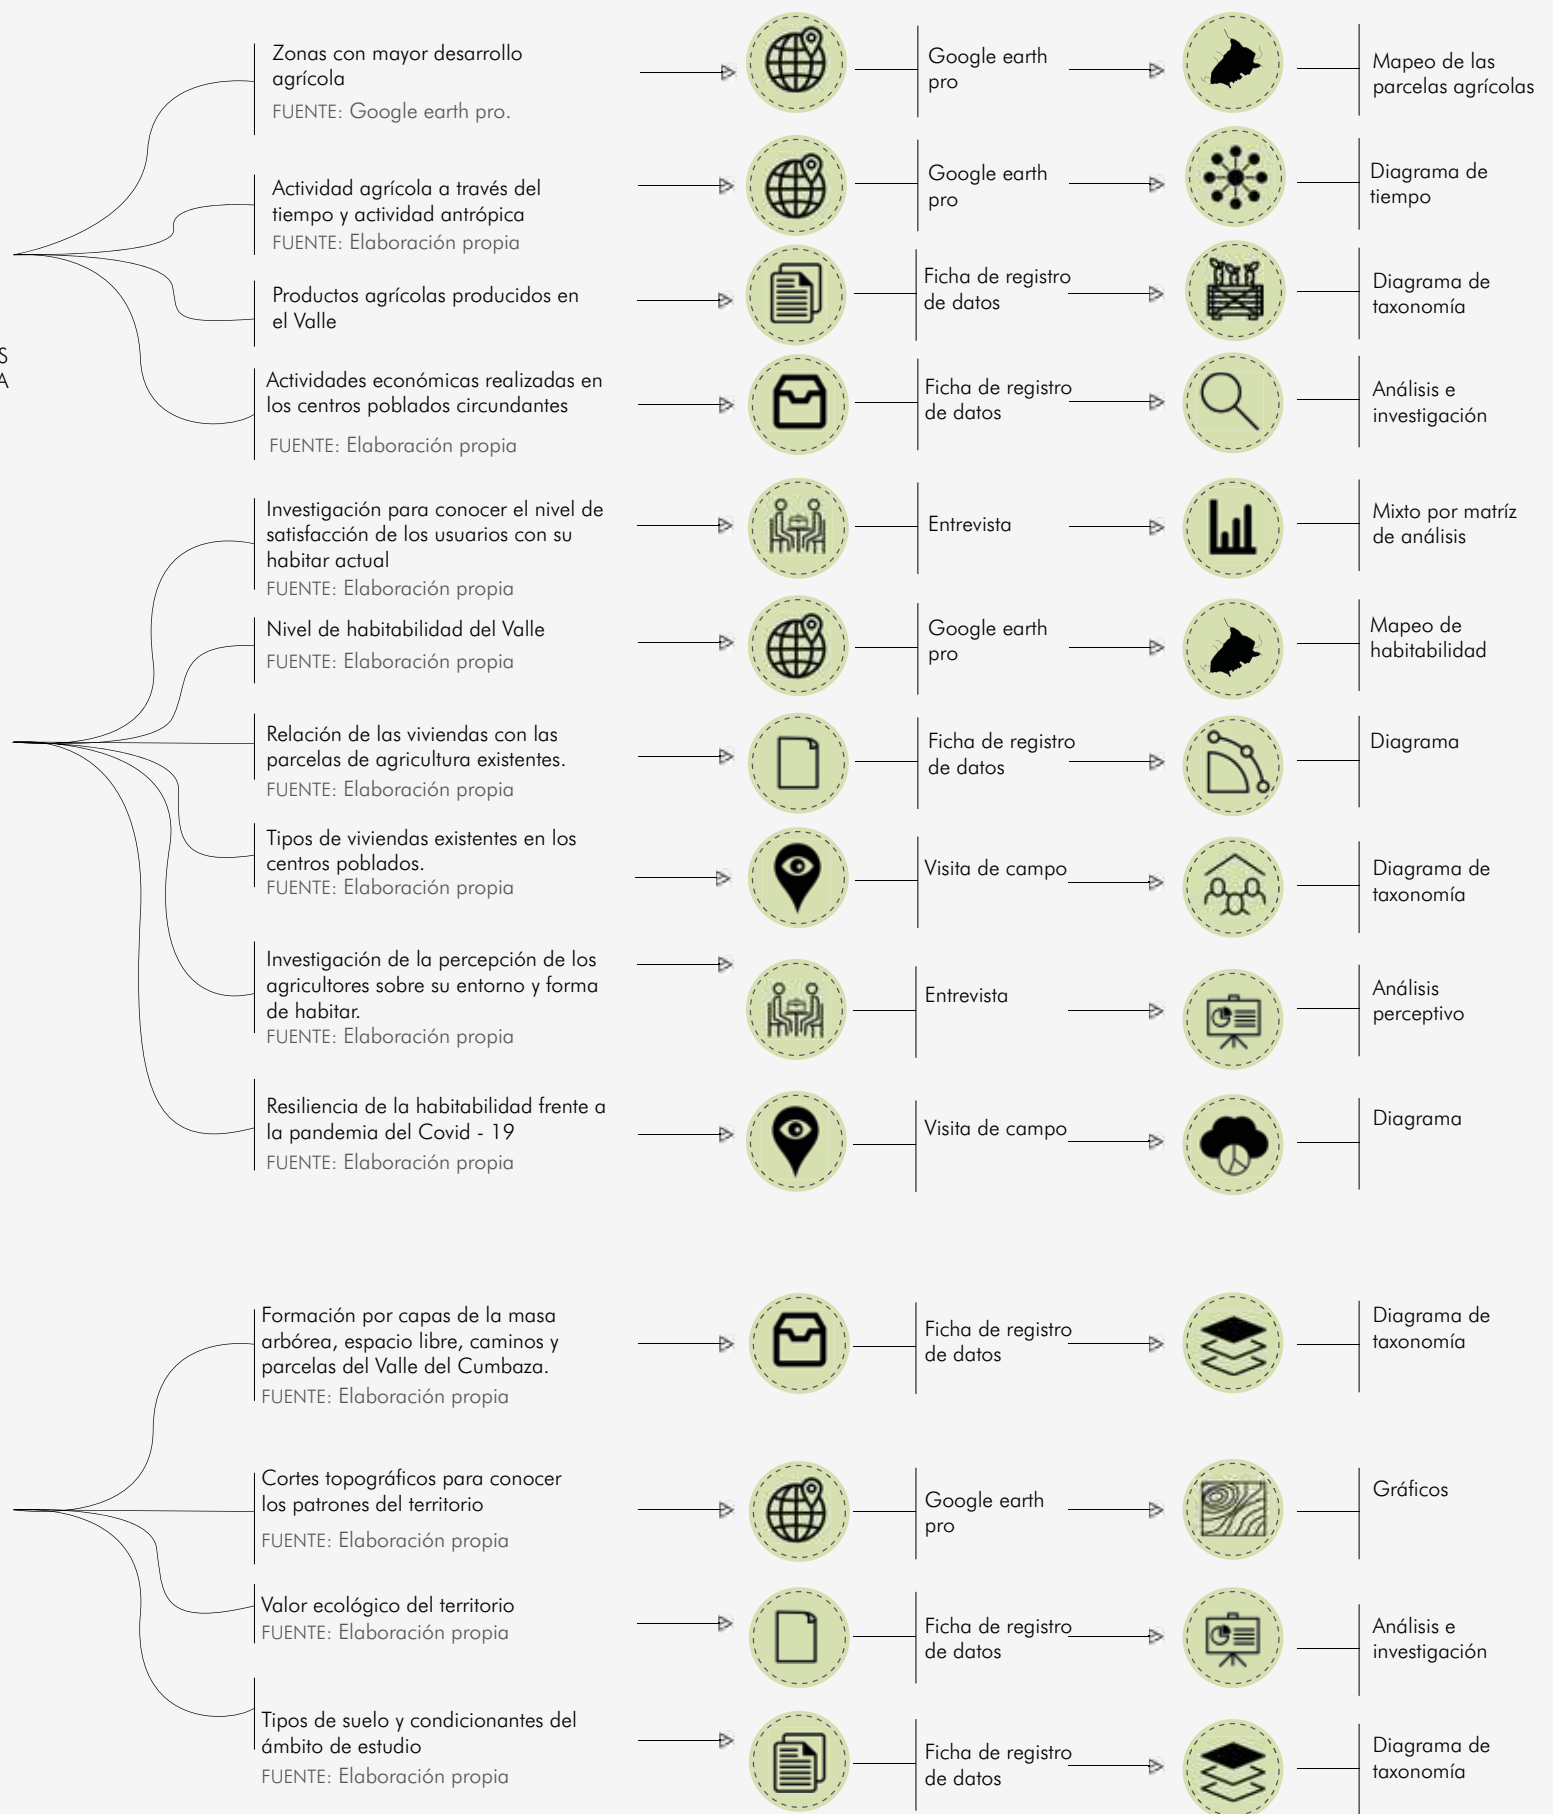 Zonas con mayor desarrollo
agrícola
FUENTE: Google earth pro.
Google earth
pro
Mapeo de las
parcelas agrícolas
Actividad agrícola a través del
tiempo y actividad antrópica
FUENTE: Elaboración propia
Google earth
pro
Diagrama de
tiempo
Productos agrícolas producidos en
el Valle
Ficha de registro
de datos
Diagrama de
taxonomía
S
A
Actividades económicas realizadas en
los centros poblados circundantes
FUENTE: Elaboración propia
Ficha de registro
de datos
Análisis e
investigación
Investigación para conocer el nivel de
satisfacción de los usuarios con su
habitar actual
FUENTE: Elaboración propia
Entrevista
Mixto por matríz
de análisis
Nivel de habitabilidad del Valle
FUENTE: Elaboración propia
Google earth
pro
Mapeo de
habitabilidad
Relación de las viviendas con las
parcelas de agricultura existentes.
FUENTE: Elaboración propia
Ficha de registro
de datos
Diagrama
Tipos de viviendas existentes en los
centros poblados.
FUENTE: Elaboración propia
Visita de campo
Diagrama de
taxonomía
Investigación de la percepción de los
agricultores sobre su entorno y forma
de habitar.
FUENTE: Elaboración propia
Entrevista
Análisis
perceptivo
Resiliencia de la habitabilidad frente a
la pandemia del Covid - 19
FUENTE: Elaboración propia
Visita de campo
Diagrama
Formación por capas de la masa
arbórea, espacio libre, caminos y
parcelas del Valle del Cumbaza.
FUENTE: Elaboración propia
Ficha de registro
de datos
Diagrama de
taxonomía
Cortes topográficos para conocer
los patrones del territorio
FUENTE: Elaboración propia
Google earth
pro
Gráficos
Valor ecológico del territorio
FUENTE: Elaboración propia
Ficha de registro
de datos
Análisis e
investigación
Tipos de suelo y condicionantes del
ámbito de estudio
FUENTE: Elaboración propia
Ficha de registro
de datos
Diagrama de
taxonomía